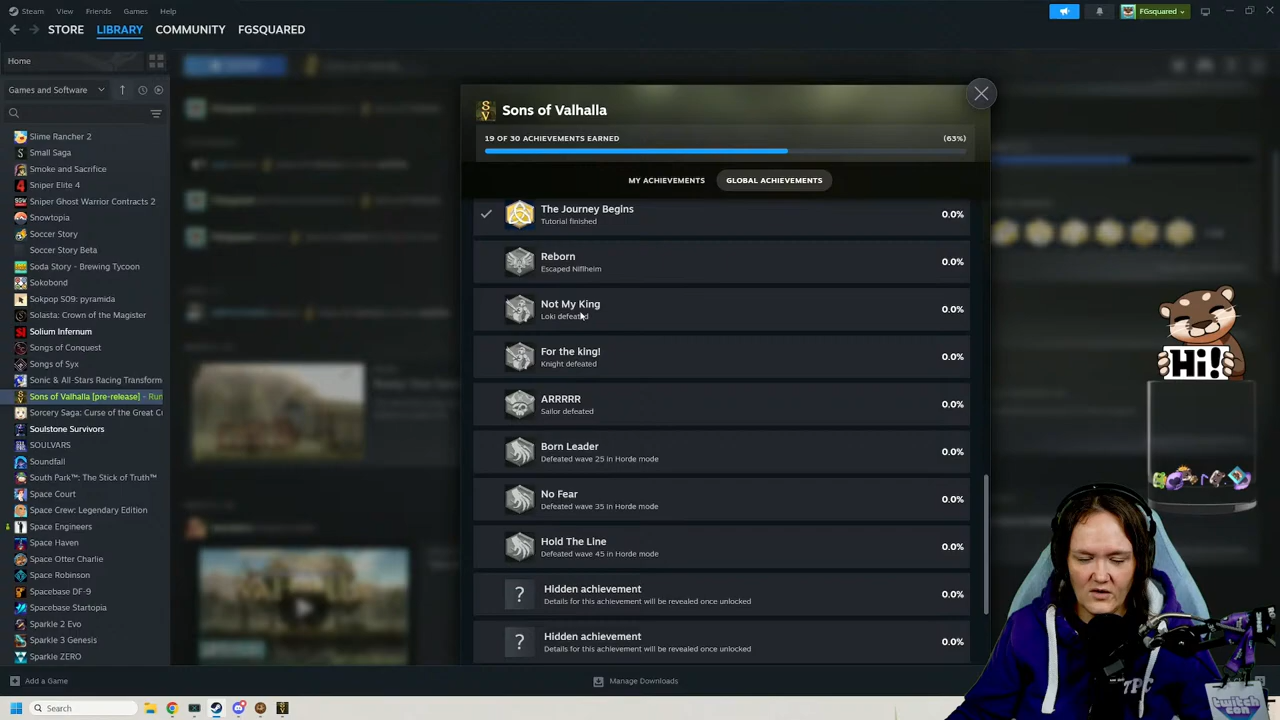 Steam View Friends Games Help
FGsquared
STORE LIBRARY COMMUNITY FGSQUARED
Home
Games and Software
Slime Rancher 2
Small Saga
Smoke and Sacrifice
Sniper Elite 4
Sniper Ghost Warrior Contracts 2
Snowtopia
Soccer Story
Soccer Story Beta
Soda Story - Brewing Tycoon
Sokobond
Sokpop S09: pyramida
Solasta: Crown of the Magister
Solium Infernum
Songs of Conquest
Songs of Syx
Sonic & All-Stars Racing Transform
Sons of Valhalla [pre-release] - Run
Sorcery Saga: Curse of the Great C
Soulstone Survivors
SOULVARS
Soundfall
South Park™: The Stick of Truth™
Space Court
Space Crew: Legendary Edition
Space Engineers
Space Haven
Space Otter Charlie
Space Robinson
Spacebase DF-9
Spacebase Startopia
Sparkle 2 Evo
Sparkle 3 Genesis
Sparkle ZERO
S
V
Sons of Valhalla
19 OF 30 ACHIEVEMENTS EARNED (63%)
MY ACHIEVEMENTS GLOBAL ACHIEVEMENTS
The Journey Begins
Tutorial finished
0.0%
Reborn
Escaped Niflheim
0.0%
Not My King
Loki defeated
0.0%
For the king!
Knight defeated
0.0%
ARRRRR
Sailor defeated
0.0%
Born Leader
Defeated wave 25 in Horde mode
0.0%
No Fear
Defeated wave 35 in Horde mode
0.0%
Hold The Line
Defeated wave 45 in Horde mode
0.0%
?
Hidden achievement
Details for this achievement will be revealed once unlocked
0.0%
?
Hidden achievement
Details for this achievement will be revealed once unlocked
0.0%
Hi!
TPC
twitch
con
Add a Game
Manage Downloads
Search